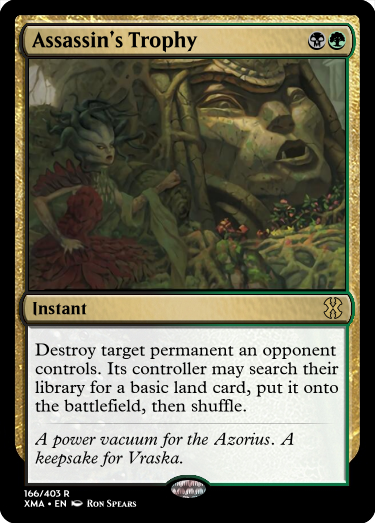 Assassin's Trophy
Instant
Destroy target permanent an opponent
controls. Its controller may search their
library for a basic land card, put it onto
the battlefield, then shuffle.
A power vacuum for the Azorius. A
keepsake for Vraska.
166/403 R
XMA • EN Ron Spears